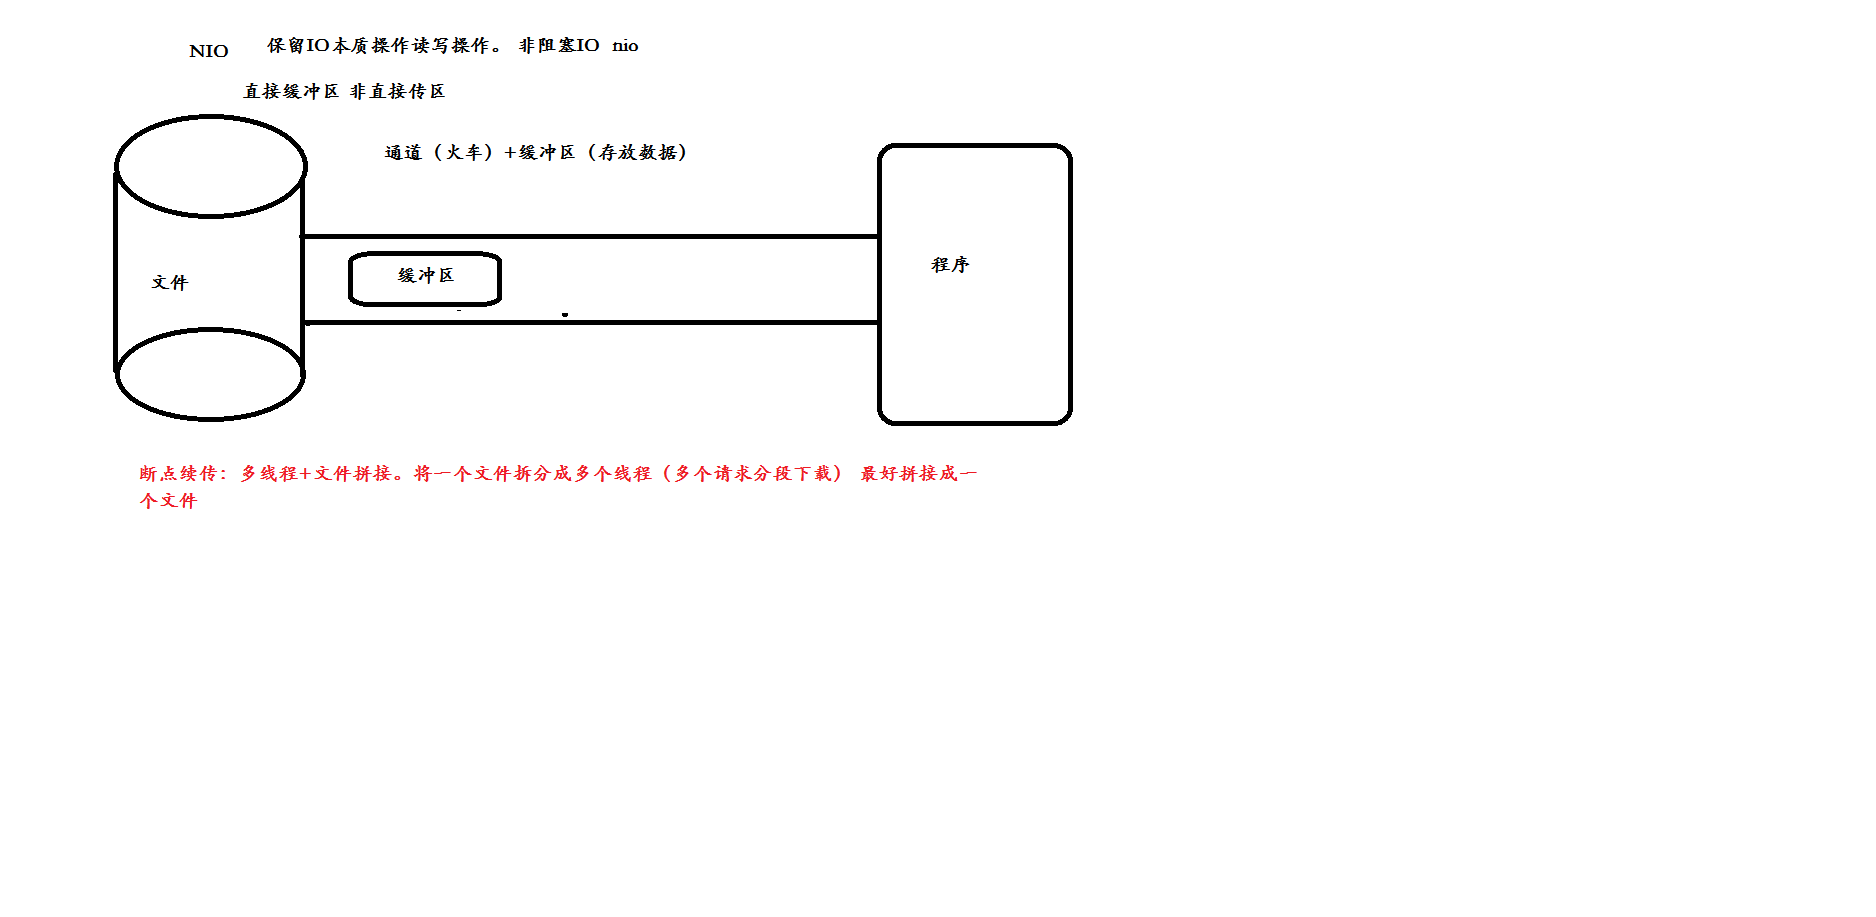 NIO 保留IO本质操作读写操作。 非阻塞IO nio
直接缓冲区 非直接传区
通道（火车）+缓冲区（存放数据）
缓冲区
文件
程序
断点续传：多线程+文件拼接。将一个文件拆分成多个线程（多个请求分段下载） 最好拼接成一
个文件